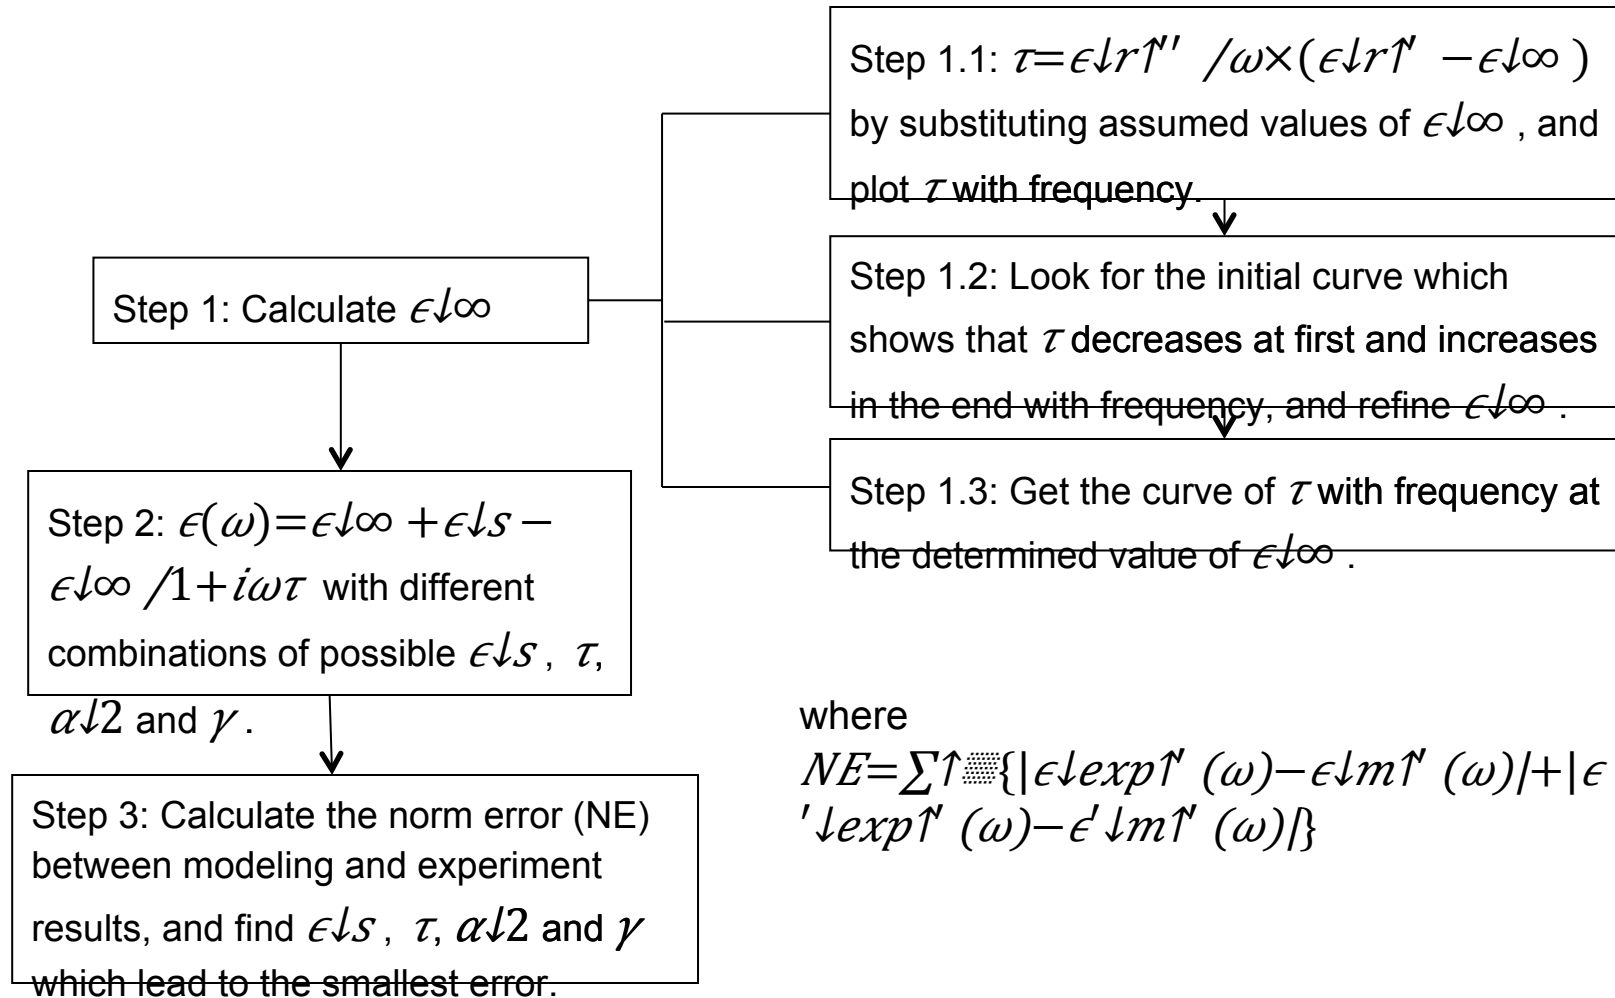 Step 1.1: τ=ϵ↓r↑′′ /ω×(ϵ↓r↑′ −ϵ↓∞ )
by substituting assumed values of ϵ↓∞ , and
plot τ with frequency.
Step 1.2: Look for the initial curve which
shows that τ decreases at first and increases
in the end with frequency, and refine ϵ↓∞ .
Step 1.3: Get the curve of τ with frequency at
the determined value of ϵ↓∞ .
Step 1: Calculate ϵ↓∞
Step 2: ϵ(ω)=ϵ↓∞ +ϵ↓s −
ϵ↓∞ /1+iωτ with different
combinations of possible ϵ↓s , τ,
α↓2 and γ .
Step 3: Calculate the norm error (NE)
between modeling and experiment
results, and find ϵ↓s , τ, α↓2 and γ
which lead to the smallest error.
where
NE=∑↑▒{|ϵ↓exp↑′ (ω)−ϵ↓m↑′ (ω)|+|ϵ
′↓exp↑′ (ω)−ϵ′↓m↑′ (ω)|}